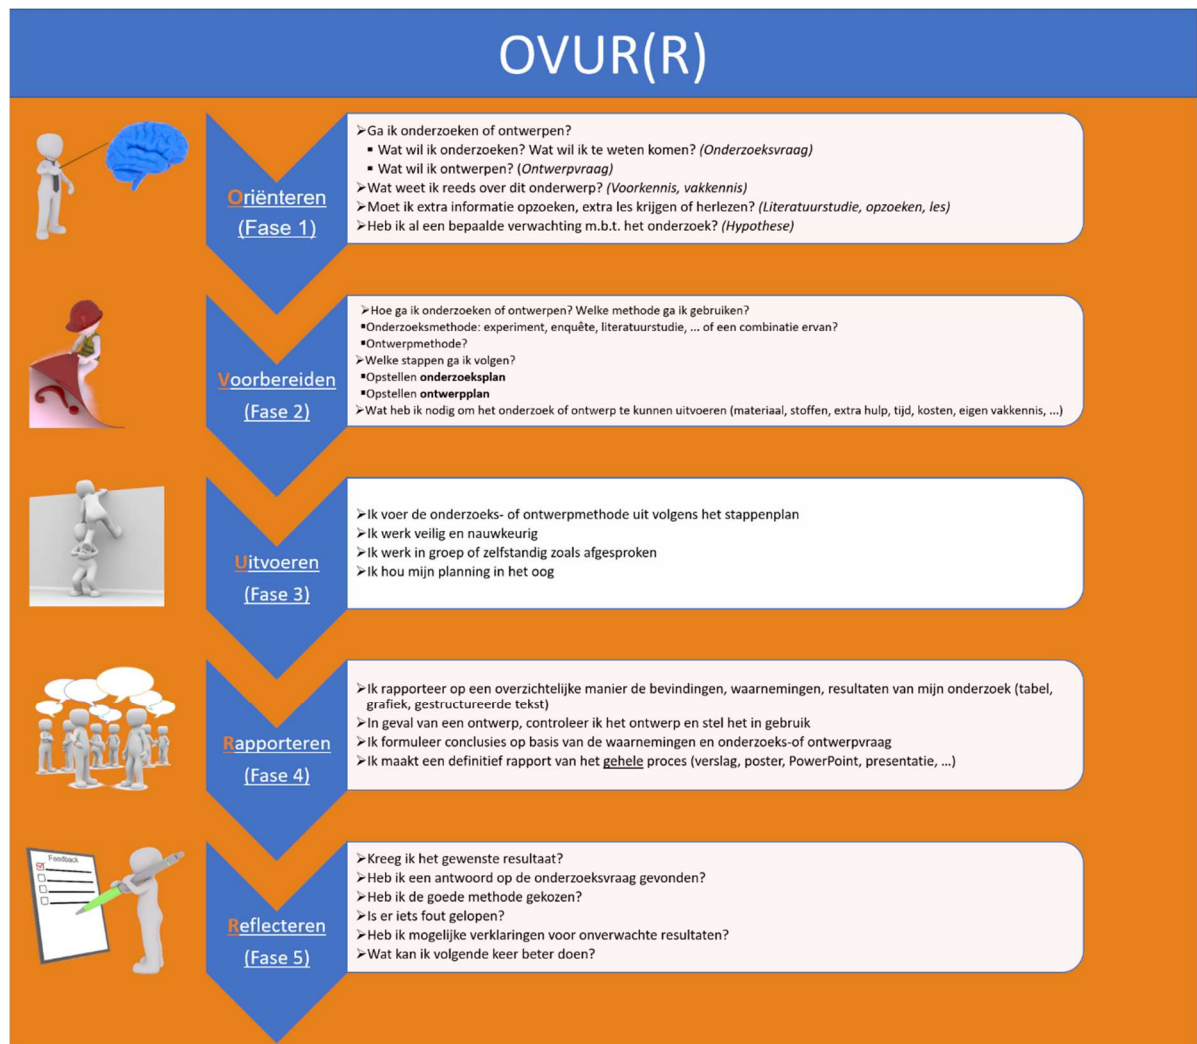 OVUR(R)
Oriënteren
(Fase 1)
➢Ga ik onderzoeken of ontwerpen?
▪ Wat wil ik onderzoeken? Wat wil ik te weten komen? (Onderzoeksvraag)
▪ Wat wil ik ontwerpen? (Ontwerpvraag)
➢Wat weet ik reeds over dit onderwerp? (Voorkennis, vakkennis)
➢Moet ik extra informatie opzoeken, extra les krijgen of herlezen? (Literatuurstudie, opzoeken, les)
➢Heb ik al een bepaalde verwachting m.b.t. het onderzoek? (Hypothese)
Voorbereiden
(Fase 2)
➢Hoe ga ik onderzoeken of ontwerpen? Welke methode ga ik gebruiken?
▪Onderzoeksmethode: experiment, enquête, literatuurstudie, ... of een combinatie ervan?
▪Ontwerpmethode?
➢Welke stappen ga ik volgen?
▪Opstellen onderzoeksplan
▪Opstellen ontwerpplan
➢Wat heb ik nodig om het onderzoek of ontwerp te kunnen uitvoeren (materiaal, stoffen, extra hulp, tijd, kosten, eigen vakkennis, ...)
Uitvoeren
(Fase 3)
➢Ik voer de onderzoeks- of ontwerpmethode uit volgens het stappenplan
➢Ik werk veilig en nauwkeurig
➢Ik werk in groep of zelfstandig zoals afgesproken
➢Ik hou mijn planning in het oog
Rapporteren
(Fase 4)
➢Ik rapporteer op een overzichtelijke manier de bevindingen, waarnemingen, resultaten van mijn onderzoek (tabel,
grafiek, gestructureerde tekst)
➢In geval van een ontwerp, controleer ik het ontwerp en stel het in gebruik
➢Ik formuleer conclusies op basis van de waarnemingen en onderzoeks-of ontwerpvraag
➢Ik maakt een definitief rapport van het gehele proces (verslag, poster, PowerPoint, presentatie, ...)
Feedback
Reflecteren
(Fase 5)
➢Kreeg ik het gewenste resultaat?
➢Heb ik een antwoord op de onderzoeksvraag gevonden?
➢Heb ik de goede methode gekozen?
➢Is er iets fout gelopen?
➢Heb ik mogelijke verklaringen voor onverwachte resultaten?
➢Wat kan ik volgende keer beter doen?